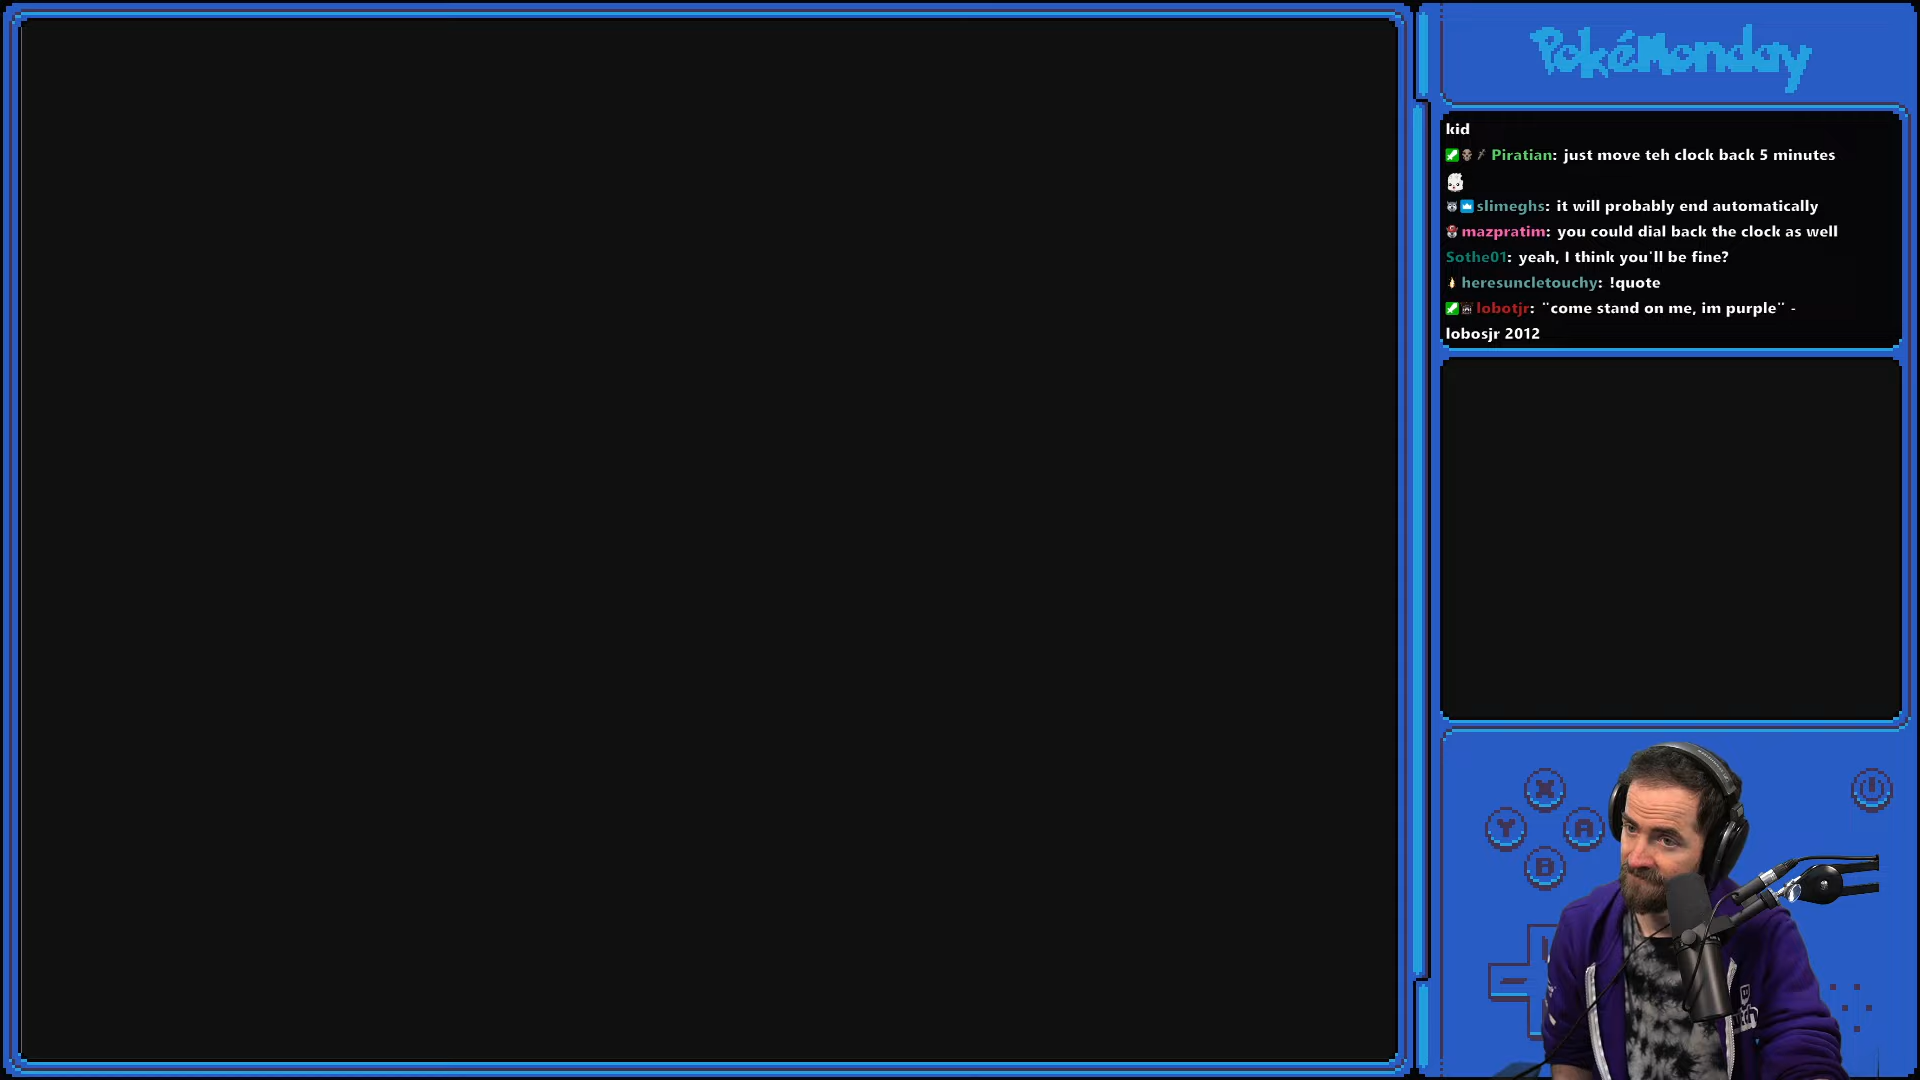 PokéMonday
kid
Piratian: just move teh clock back 5 minutes
slimeghs: it will probably end automatically
mazpratim: you could dial back the clock as well
Sothe01: yeah, I think you'll be fine?
heresuncletouchy: !quote
lobotjr: ¨come stand on me, im purple¨ -
lobosjr 2012
X
Y A
B